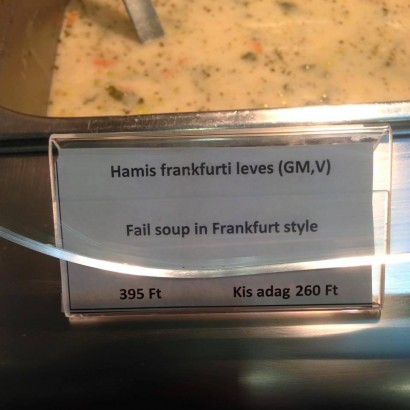 Hamis frankfurti leves (GM,V)
Fail soup in Frankfurt style
395 Ft Kis adag 260 Ft